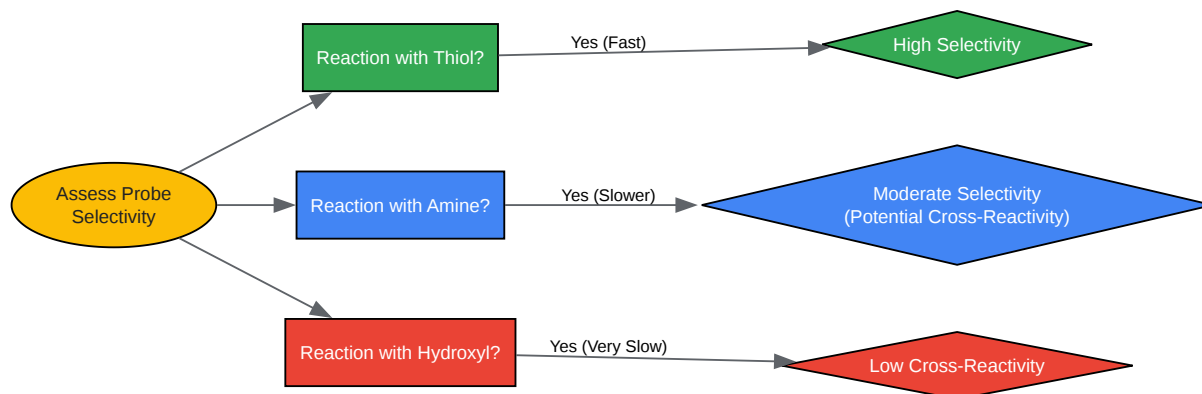 Reaction with Thiol?
Yes (Fast)
High Selectivity
Assess Probe
Selectivity
Reaction with Amine?
Yes (Slower)
Moderate Selectivity
(Potential Cross-Reactivity)
Reaction with Hydroxyl?
Yes (Very Slow)
Low Cross-Reactivity